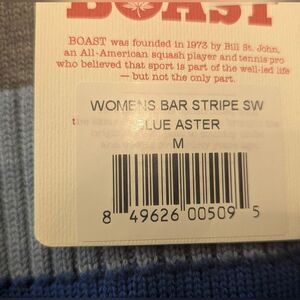 BOAST
BOAST was founded in 1973 by Bill St. John,
an All-American squash player and tennis pro
who believed that sport is part of the well-led life
— but not the only part.
WOMENS BAR STRIPE SW
BLUE ASTER
M
8 49626 00509 5